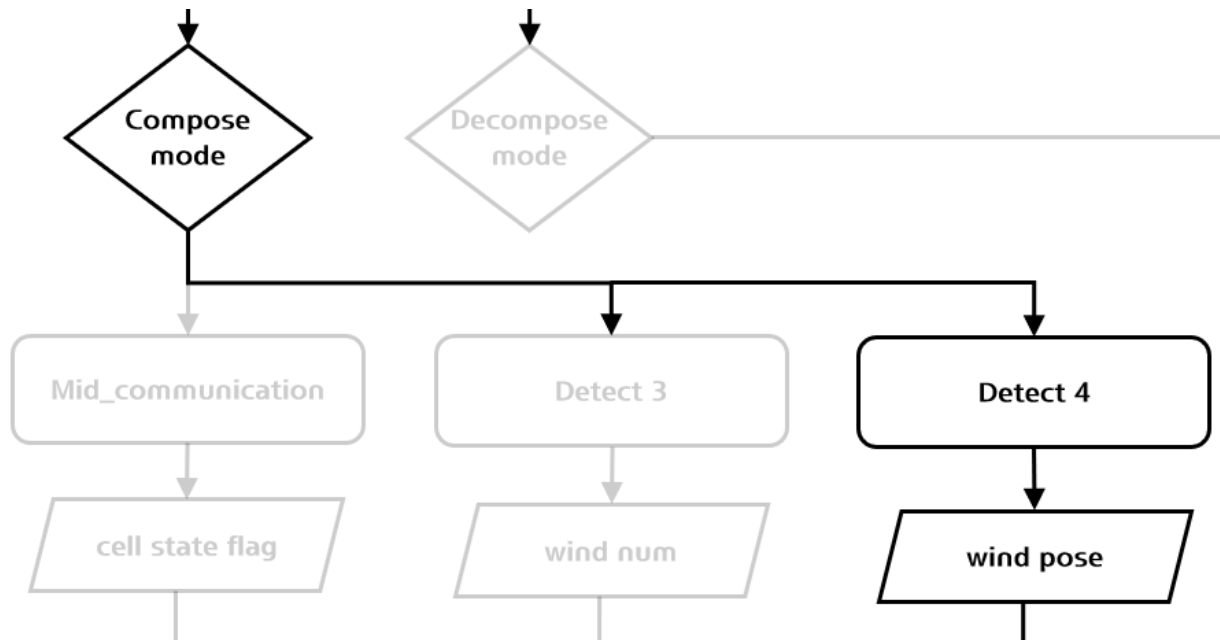 Compose
mode
Decompose
mode
Mid_communication
Detect 3
Detect 4
cell state flag
wind num
wind pose